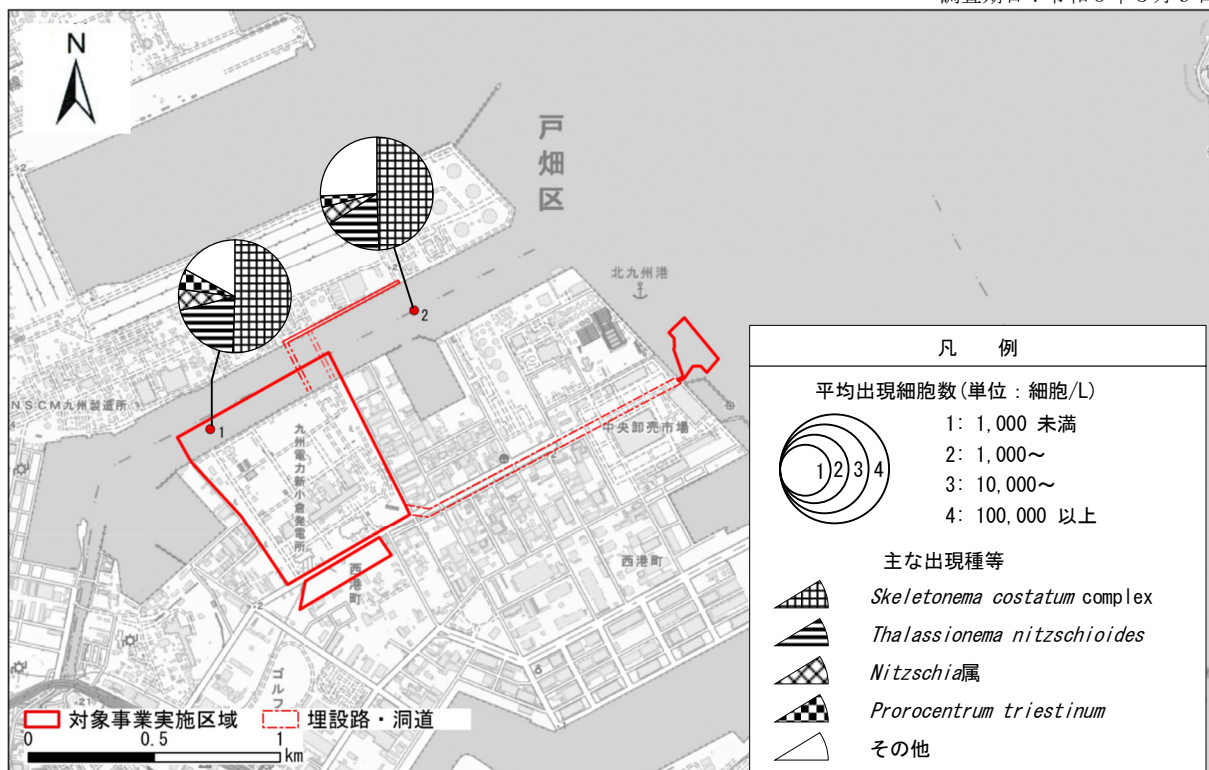 N
戸畑区
北九州港
2
1
NSCM九州製造所
九州電力新小倉発電所
中央卸売市場
西港町
西港町
ゴルフ
対象事業実施区域
埋設路・洞道
0 0.5 1
km
凡 例
平均出現細胞数(単位:細胞/L)
1 2 3 4
1: 1,000 未満
2: 1,000~
3: 10,000~
4: 100,000 以上
主な出現種等
Skeletonema costatum complex
Thalassionema nitzschioides
Nitzschia属
Prorocentrum triestinum
その他